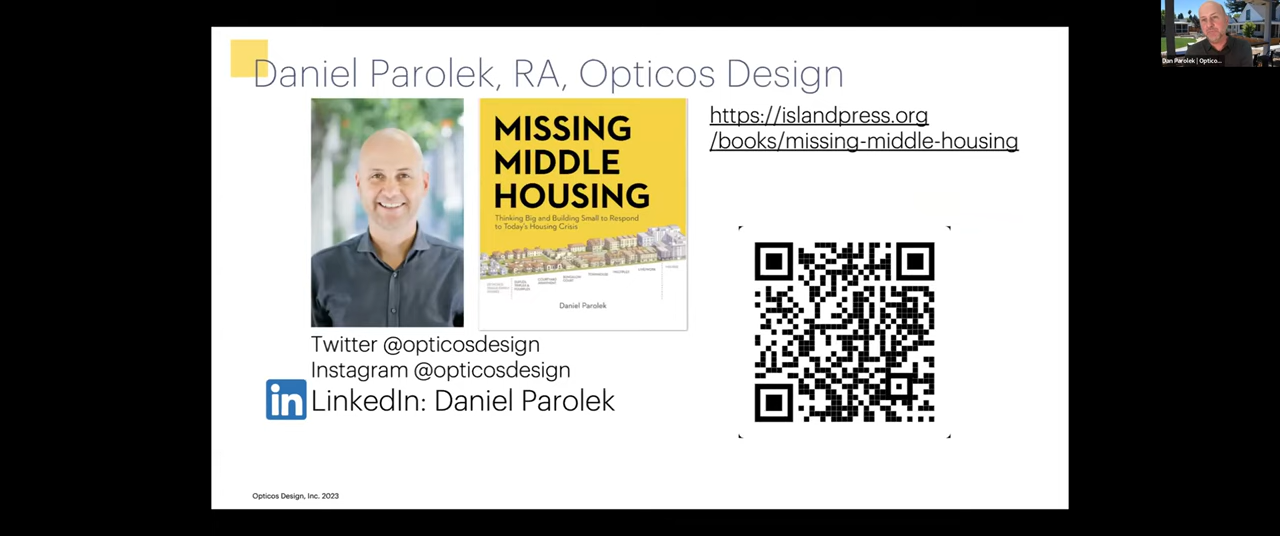 Daniel Parolek, RA, Opticos Design
MISSING
MIDDLE
HOUSING
Thinking Big and Building Small to Respond
to Today's Housing Crisis
Daniel Parolek
https://islandpress.org
/books/missing-middle-housing
Twitter @opticosdesign
Instagram @opticosdesign
in LinkedIn: Daniel Parolek
Opticos Design, Inc. 2023
Dan Parolek | Optico...